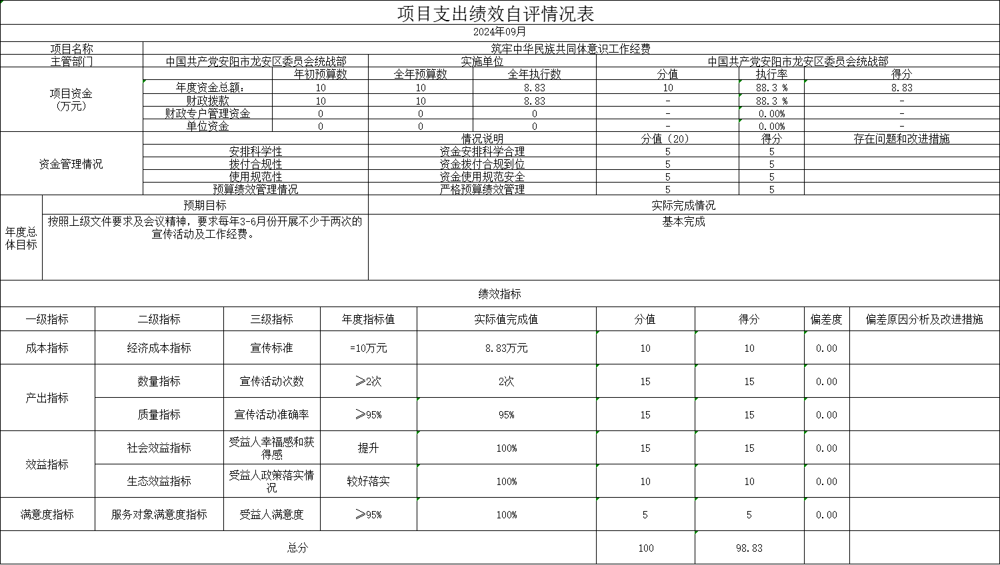 项目支出绩效自评情况表
2024年09月
项目名称 筑牢中华民族共同体意识工作经费
主管部门 中国共产党安阳市龙安区委员会统战部 实施单位 中国共产党安阳市龙安区委员会统战部
项目资金
(万元)
年初预算数 全年预算数 全年执行数 分值 执行率 得分
年度资金总额： 10 10 8.83 10 88.3 % 8.83
财政拨款 10 10 8.83 - 88.3 % -
财政专户管理资金 0 0 0 - 0.00% -
单位资金 0 0 0 - 0.00% -
资金管理情况
情况说明 分值（20） 得分 存在问题和改进措施
安排科学性 资金安排科学合理 5 5
拨付合规性 资金拨付合规到位 5 5
使用规范性 资金使用规范安全 5 5
预算绩效管理情况 严格预算绩效管理 5 5
年度总
体目标
预期目标 实际完成情况
按照上级文件要求及会议精神，要求每年3-6月份开展不少于两次的
宣传活动及工作经费。
基本完成
绩效指标
一级指标 二级指标 三级指标 年度指标值 实际值完成值 分值 得分 偏差度 偏差原因分析及改进措施
成本指标 经济成本指标 宣传标准 =10万元 8.83万元 10 10 0.00
产出指标
数量指标 宣传活动次数 ≥2次 2次 15 15 0.00
质量指标 宣传活动准确率 ≥95% 95% 15 15 0.00
效益指标
社会效益指标 受益人幸福感和获
得感 提升 100% 15 15 0.00
生态效益指标 受益人政策落实情
况 较好落实 100% 10 10 0.00
满意度指标 服务对象满意度指标 受益人满意度 ≥95% 100% 5 5 0.00
总分 100 98.83